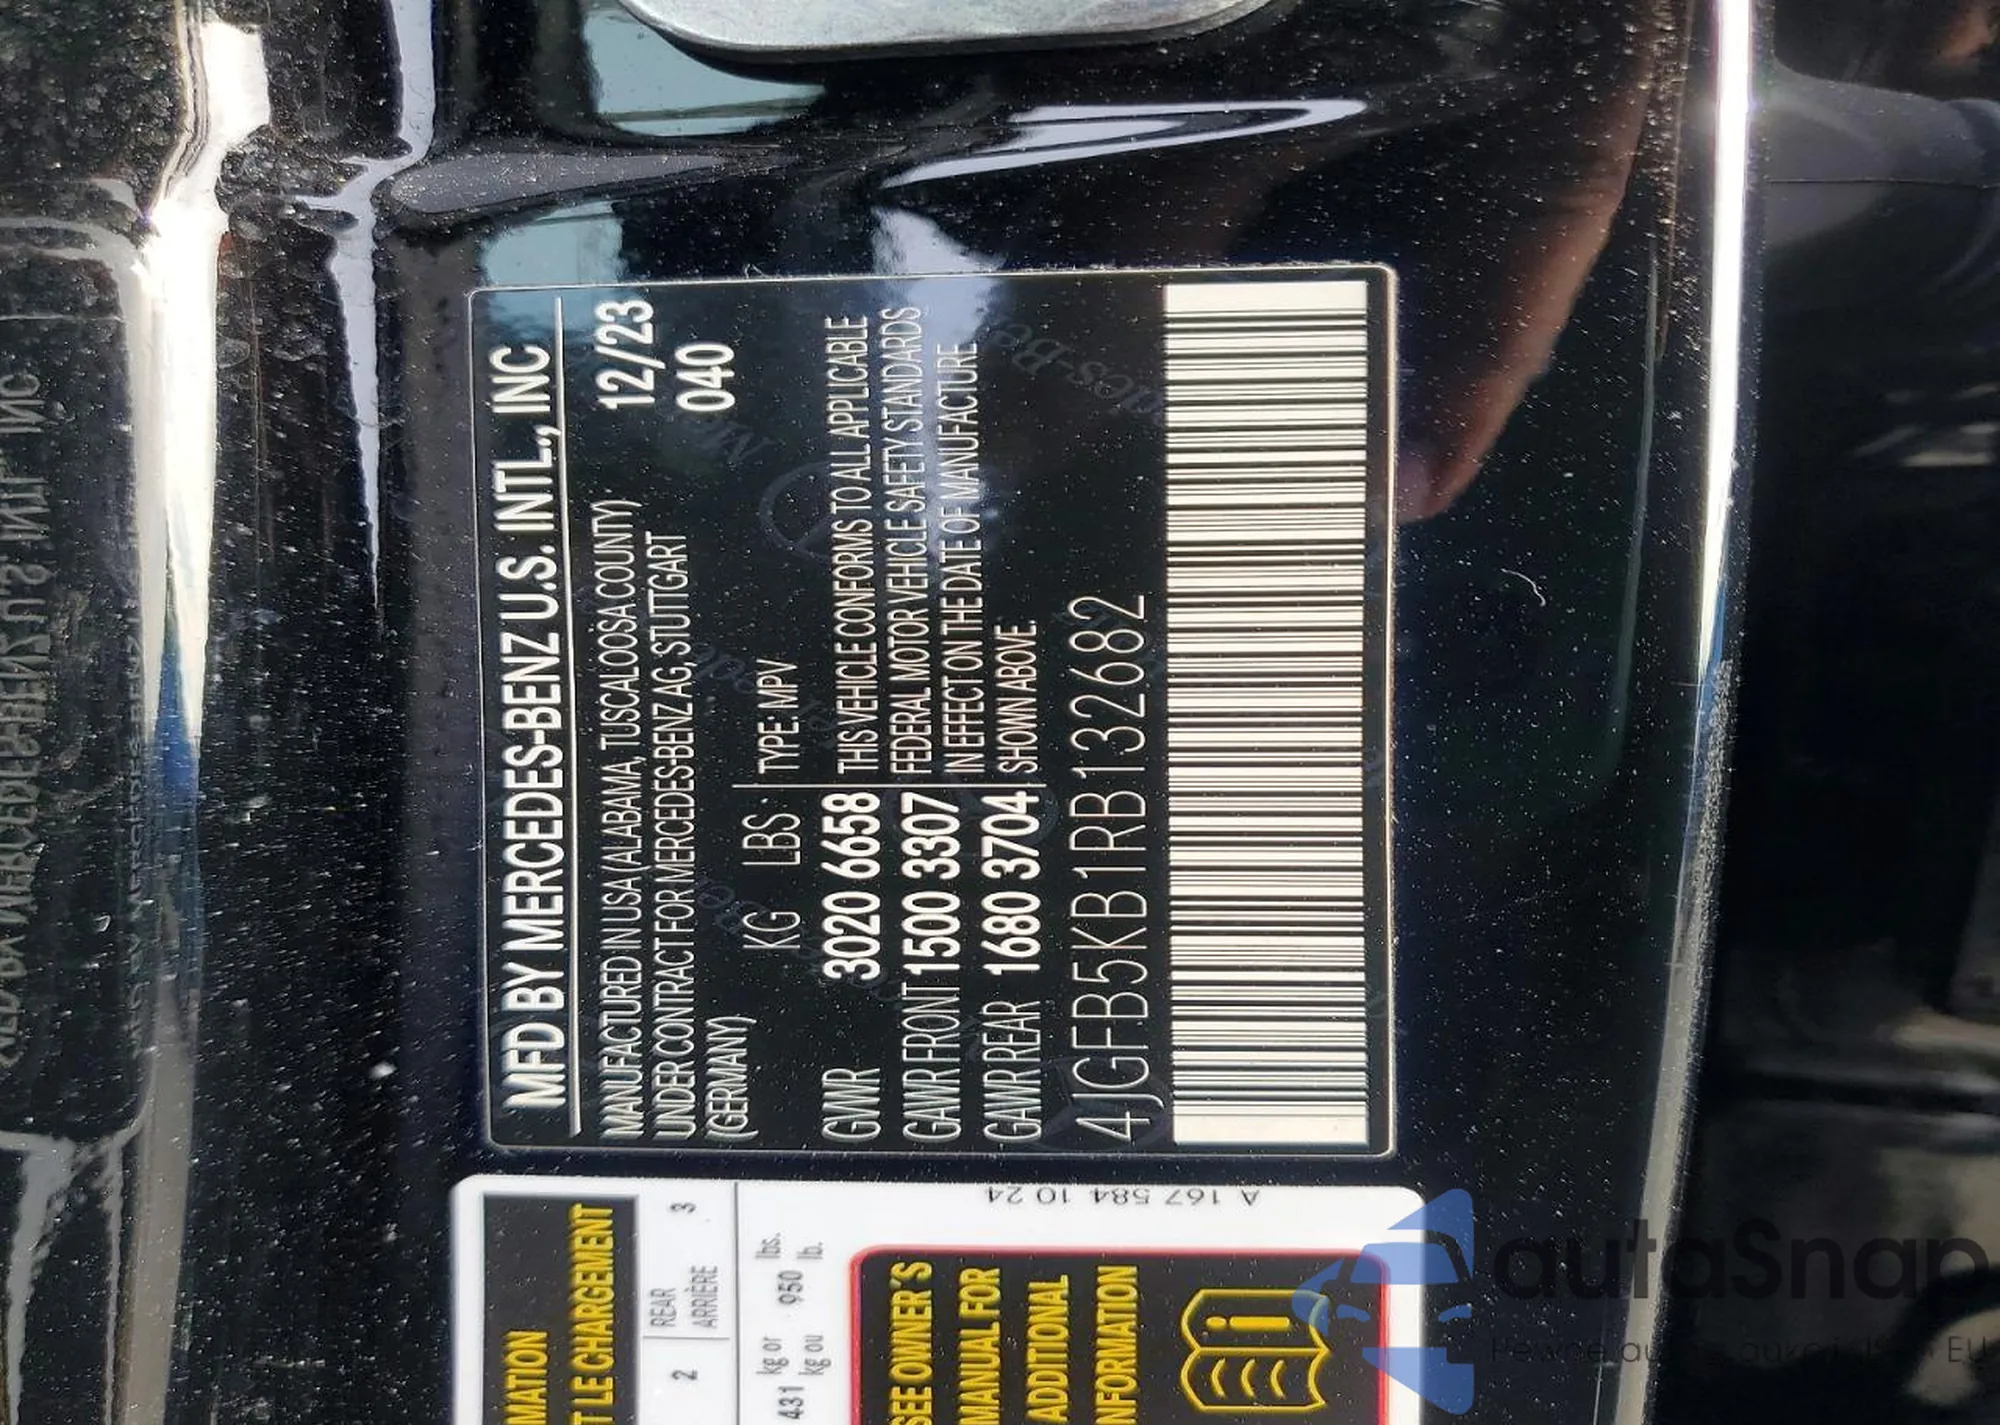 MFD BY MERCEDES-BENZ U.S. INTL., INC
MANUFACTURED IN USA (ALABAMA, TUSCALOOSA COUNTY) 12/23
UNDER CONTRACT FOR MERCEDES-BENZ AG, STUTTGART 040
(GERMANY)
KG LBS TYPE: MPV
GVWR 3020 6658 THIS VEHICLE CONFORMS TO ALL APPLICABLE
GAWR FRONT 1500 3307 FEDERAL MOTOR VEHICLE SAFETY STANDARDS
GAWR REAR 1680 3704 IN EFFECT ON THE DATE OF MANUFACTURE
SHOWN ABOVE.
4JGFB5KB1RB132682
LE CHARGEMENT
2 REAR 3
ARRIÈRE
431 kg or 950 lbs.
kg ou lb.
A 167 584 10 24
SEE OWNER'S
MANUAL FOR
ADDITIONAL
INFORMATION
autaSnap